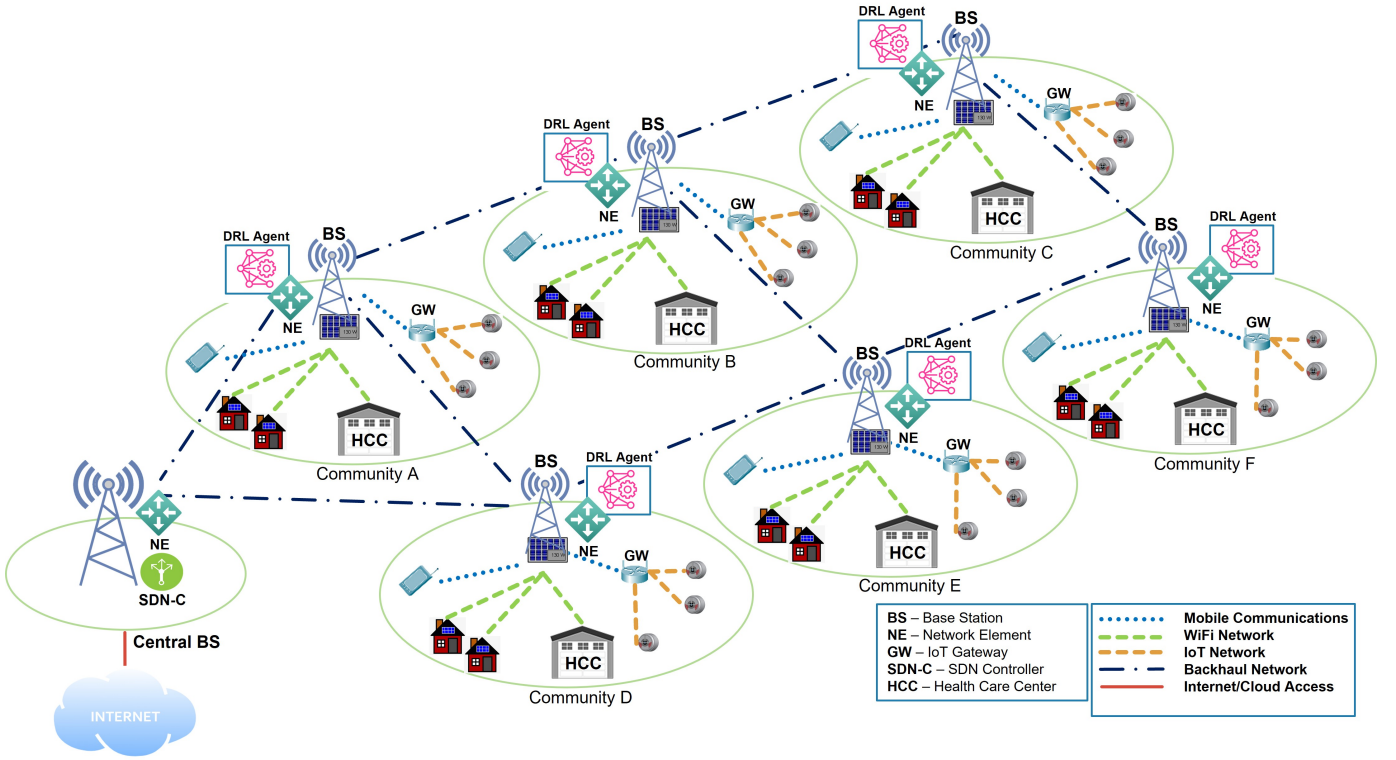 DRL Agent
BS
NE
GW
HCC
Community C
DRL Agent
BS
NE
GW
HCC
Community B
DRL Agent
BS
NE
GW
HCC
Community A
BS
DRL Agent
NE
GW
HCC
Community F
BS
DRL Agent
NE
GW
HCC
Community E
BS
DRL Agent
NE
GW
HCC
Community D
NE
SDN-C
Central BS
INTERNET
BS – Base Station
NE – Network Element
GW – IoT Gateway
SDN-C – SDN Controller
HCC – Health Care Center
Mobile Communications
WiFi Network
IoT Network
Backhaul Network
Internet/Cloud Access